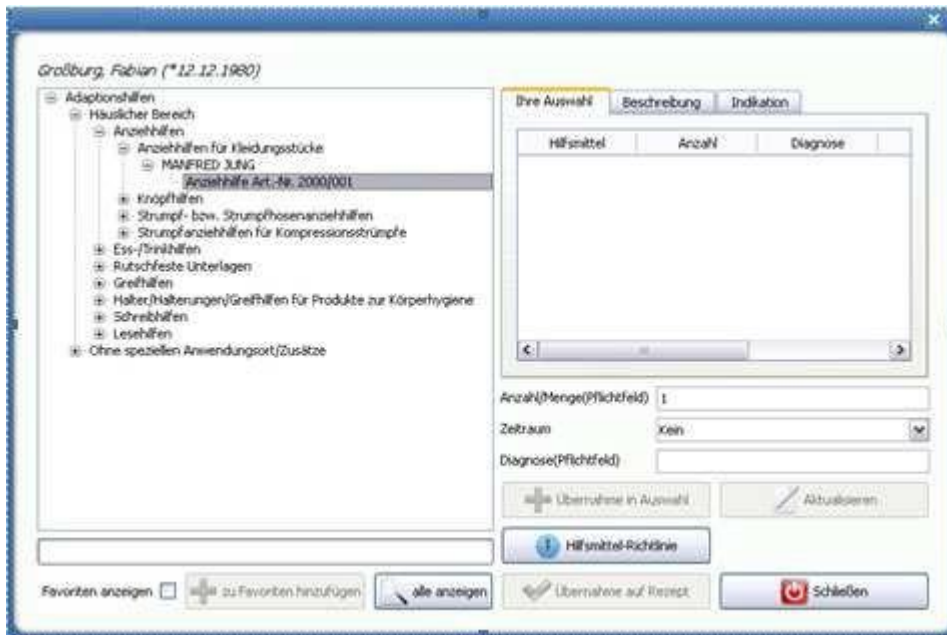 Großburg, Fabian (*12.12.1980)
Adaptionshilfen
Häuslicher Bereich
Anziehhilfen
Anziehhilfen für Kleidungsstücke
MANFRED JUNG
Anziehhilfe Art.-Nr. 2000/001
Knöpfhilfen
Strumpf- bzw. Strumpfhosenanziehhilfen
Strumpfanziehhilfen für Kompressionsstrümpfe
Ess-/Trinkhilfen
Rutschfeste Unterlagen
Greifhilfen
Halter/Halterungen/Greifhilfen für Produkte zur Körperhygiene
Schreibhilfen
Lesehilfen
Ohne speziellen Anwendungsort/Zusätze
Favoriten anzeigen
zu Favoriten hinzufügen
alle anzeigen
Ihre Auswahl Beschreibung Indikation
Hilfsmittel Anzahl Diagnose
Anzahl/Menge(Pflichtfeld) 1
Zeitraum Kein
Diagnose(Pflichtfeld)
Übernahme in Auswahl Aktualisieren
Hilfsmittel-Richtlinie
Übernahme auf Rezept Schließen